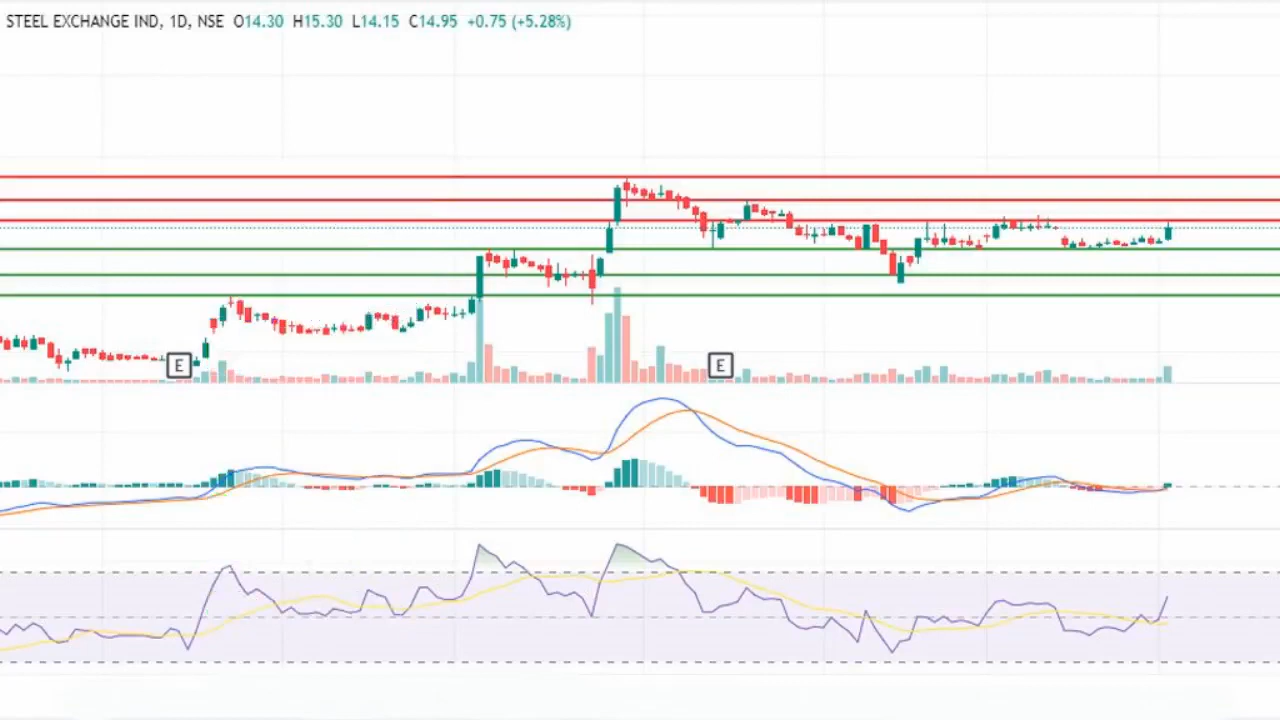 STEEL EXCHANGE IND, 1D, NSE O14.30 H15.30 L14.15 C14.95 +0.75 (+5.28%)
E
E